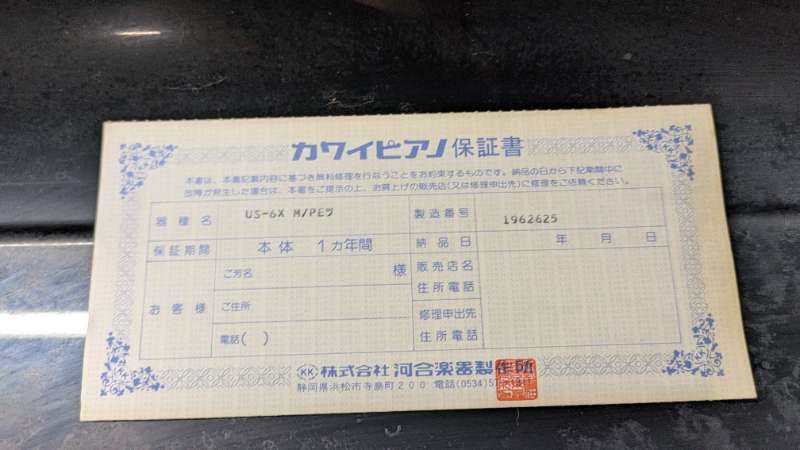 カワイピアノ保証書
本書は、本書記載内容に基づき無料修理を行なうことをお約束するものです。納品の日から下記期間中に
故障が発生した場合は、本書をご提示の上、お買上げの販売店(又は修理申出先)に修理をご依頼ください。
器種名 US-6X M/PEラ 製造番号 1962625
保証期間 本体 1カ年間 納品日 年 月 日
お客様 ご芳名 様 販売店名
住所電話
ご住所
修理申出先
電話( ) 住所電話
KK 株式会社 河合楽器製作所
静岡県浜松市寺島町200 電話(0534)57